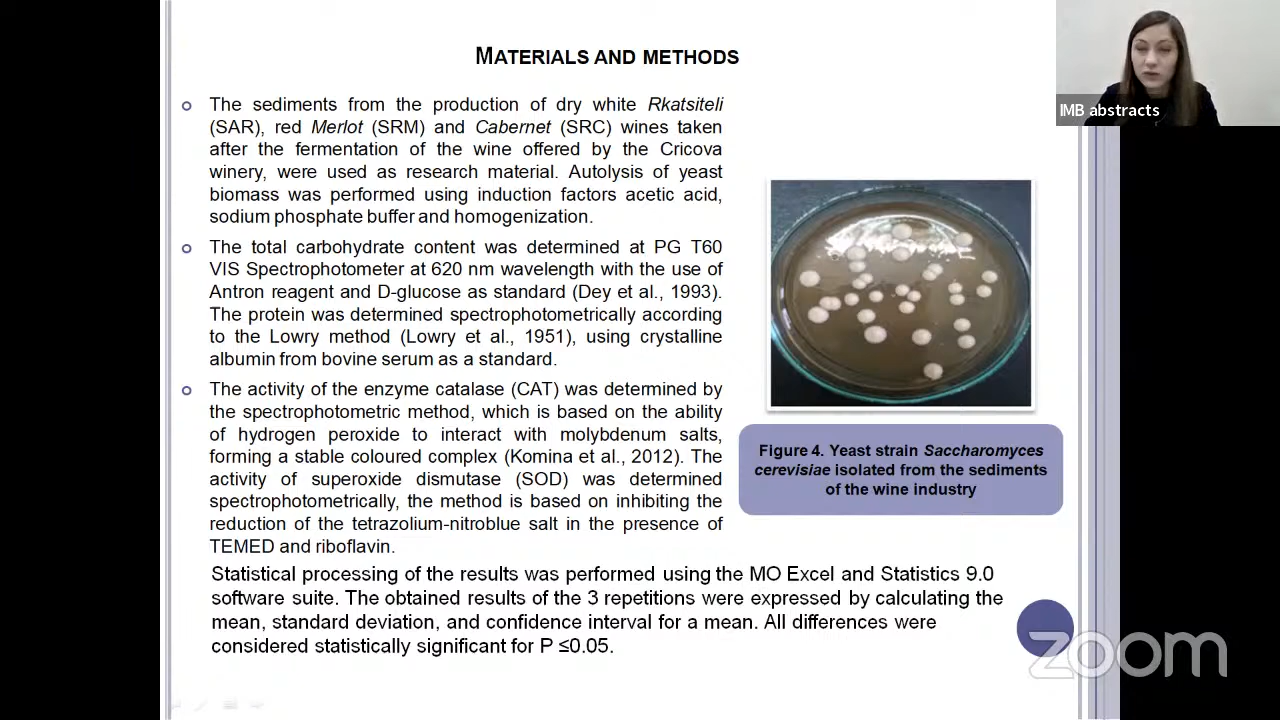 MATERIALS AND METHODS
The sediments from the production of dry white Rkatsiteli
(SAR), red Merlot (SRM) and Cabernet (SRC) wines taken
after the fermentation of the wine offered by the Cricova
winery, were used as research material. Autolysis of yeast
biomass was performed using induction factors acetic acid,
sodium phosphate buffer and homogenization.
The total carbohydrate content was determined at PG T60
VIS Spectrophotometer at 620 nm wavelength with the use of
Antron reagent and D-glucose as standard (Dey et al., 1993).
The protein was determined spectrophotometrically according
to the Lowry method (Lowry et al., 1951), using crystalline
albumin from bovine serum as a standard.
The activity of the enzyme catalase (CAT) was determined by
the spectrophotometric method, which is based on the ability
of hydrogen peroxide to interact with molybdenum salts,
forming a stable coloured complex (Komina et al., 2012). The
activity of superoxide dismutase (SOD) was determined
spectrophotometrically, the method is based on inhibiting the
reduction of the tetrazolium-nitroblue salt in the presence of
TEMED and riboflavin.
Statistical processing of the results was performed using the MO Excel and Statistics 9.0
software suite. The obtained results of the 3 repetitions were expressed by calculating the
mean, standard deviation, and confidence interval for a mean. All differences were
considered statistically significant for P ≤0.05.
Figure 4. Yeast strain Saccharomyces
cerevisiae isolated from the sediments
of the wine industry
IMB abstracts
zoom